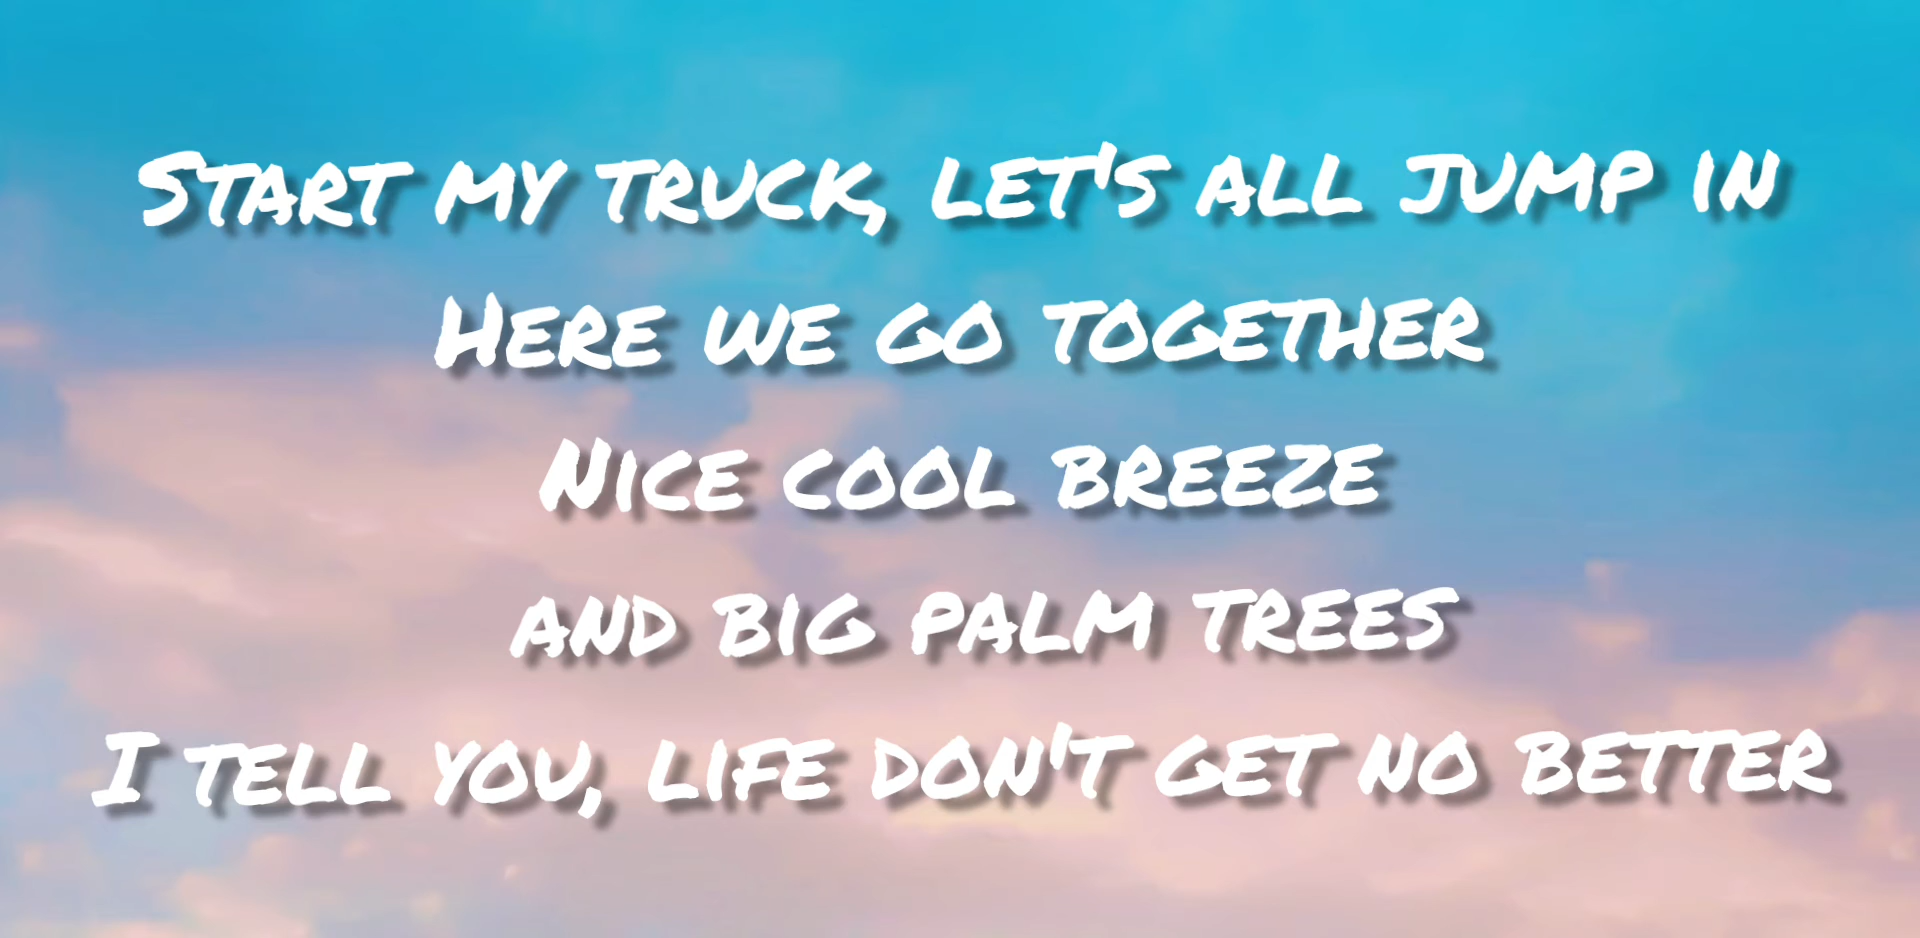 Start my truck, let's all jump in
Here we go together
Nice cool breeze
and big palm trees
I tell you, life don't get no better